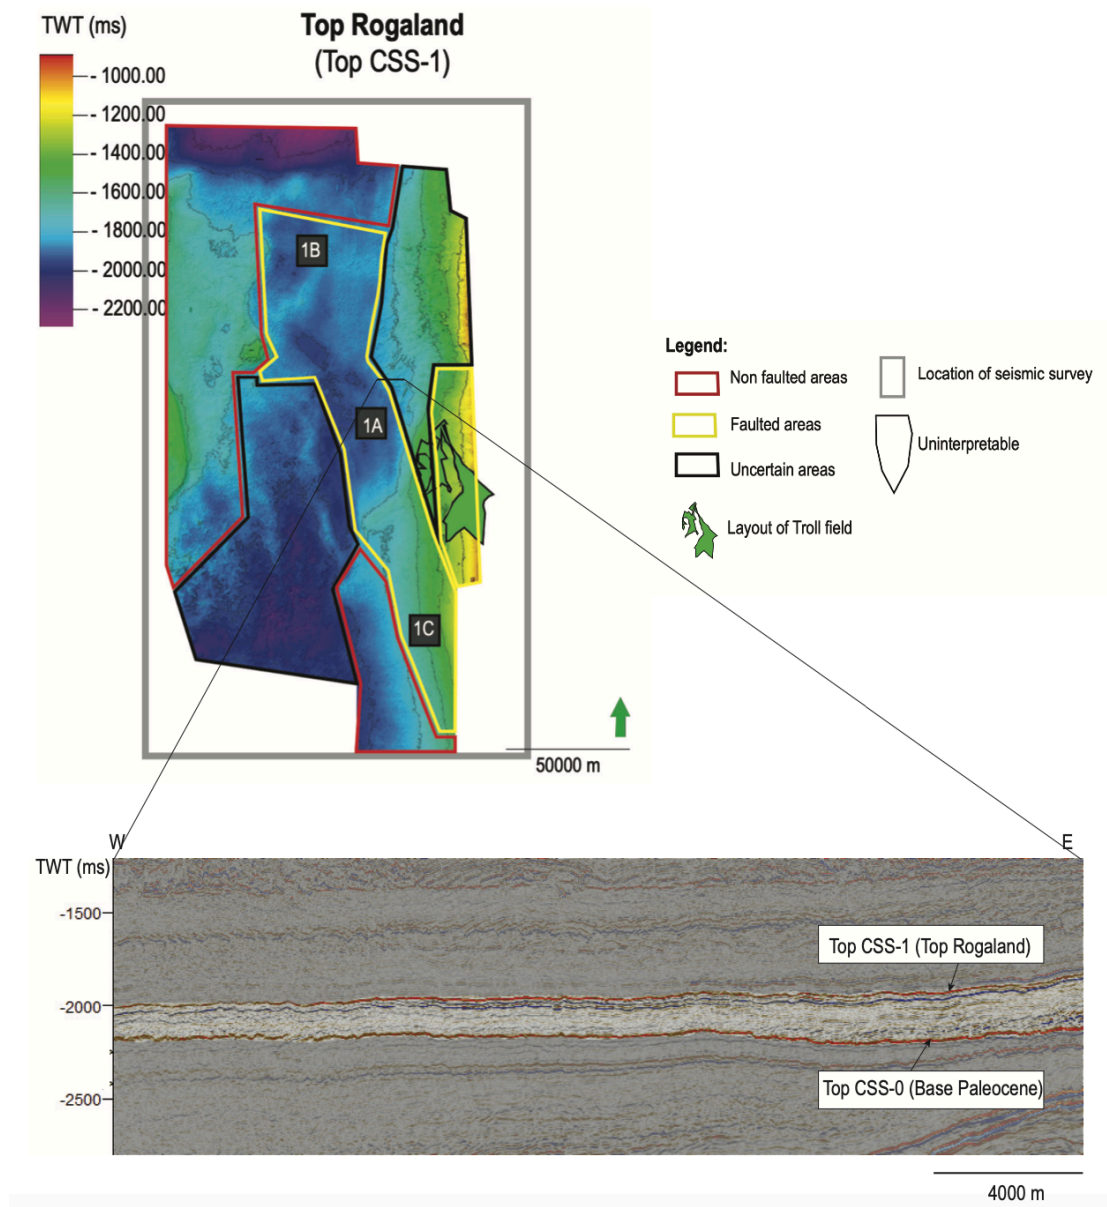 TWT (ms)
Top Rogaland
(Top CSS-1)
- 1000.00
- 1200.00
- 1400.00
- 1600.00
- 1800.00
- 2000.00
- 2200.00
1B
1A
1C
50000 m
Legend:
Non faulted areas
Faulted areas
Uncertain areas
Layout of Troll field
Location of seismic survey
Uninterpretable
W
E
TWT (ms)
-1500
-2000
-2500
Top CSS-1 (Top Rogaland)
Top CSS-0 (Base Paleocene)
4000 m